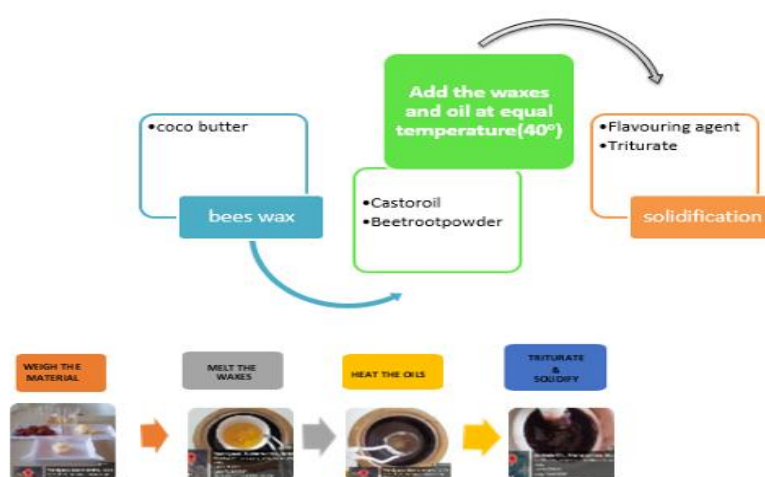 •coco butter
bees wax
Add the waxes
and oil at equal
temperature(40°)
•Castoroil
•Beetrootpowder
•Flavouring agent
•Triturate
solidification
WEIGH THE
MATERIAL
MELT THE
WAXES
HEAT THE OILS
TRITURATE
&
SOLIDIFY